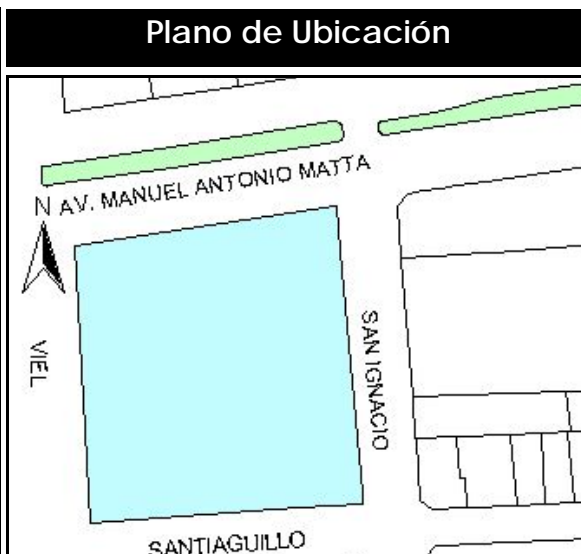 Plano de Ubicación
AV. MANUEL ANTONIO MATTA
N
VIEL
SAN IGNACIO
SANTIAGUILLO